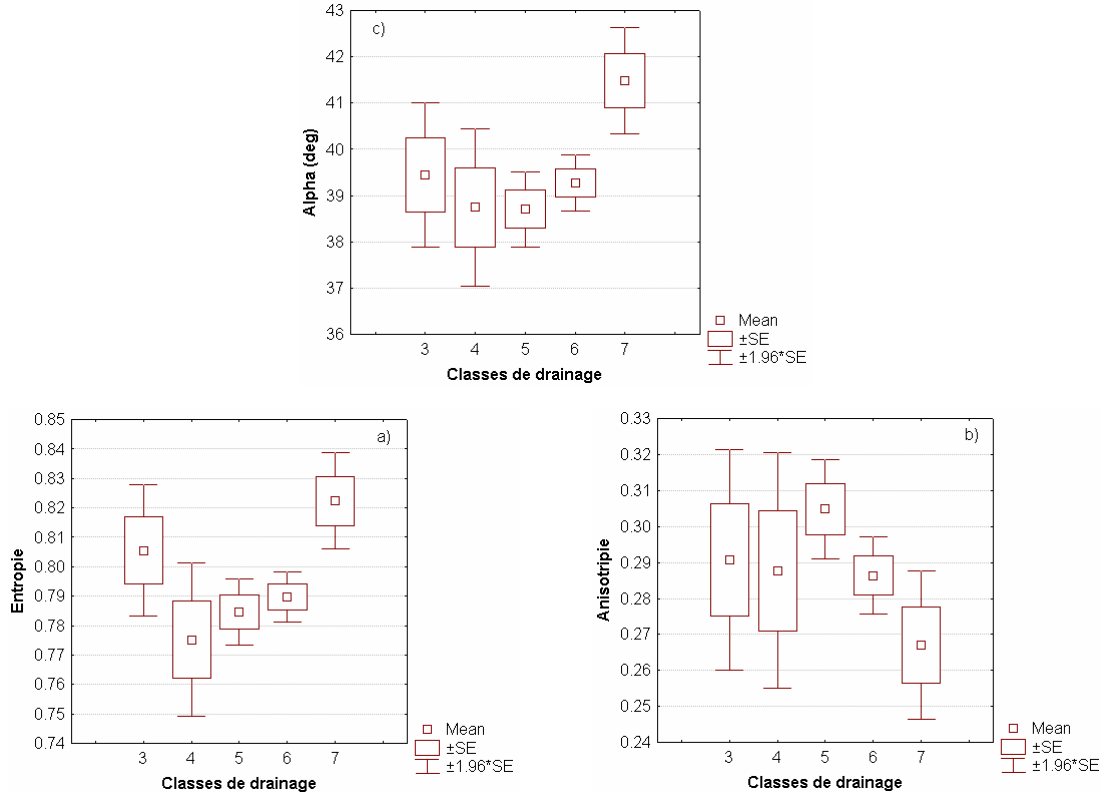 c)
43
42
41
40
39
38
37
36
Alpha (deg)
3 4 5 6 7
Classes de drainage
Mean
±SE
±1.96*SE
a)
0.85
0.84
0.83
0.82
0.81
0.80
0.79
0.78
0.77
0.76
0.75
0.74
Entropie
3 4 5 6 7
Classes de drainage
Mean
±SE
±1.96*SE
b)
0.33
0.32
0.31
0.30
0.29
0.28
0.27
0.26
0.25
0.24
Anisotripie
3 4 5 6 7
Classes de drainage
Mean
±SE
±1.96*SE